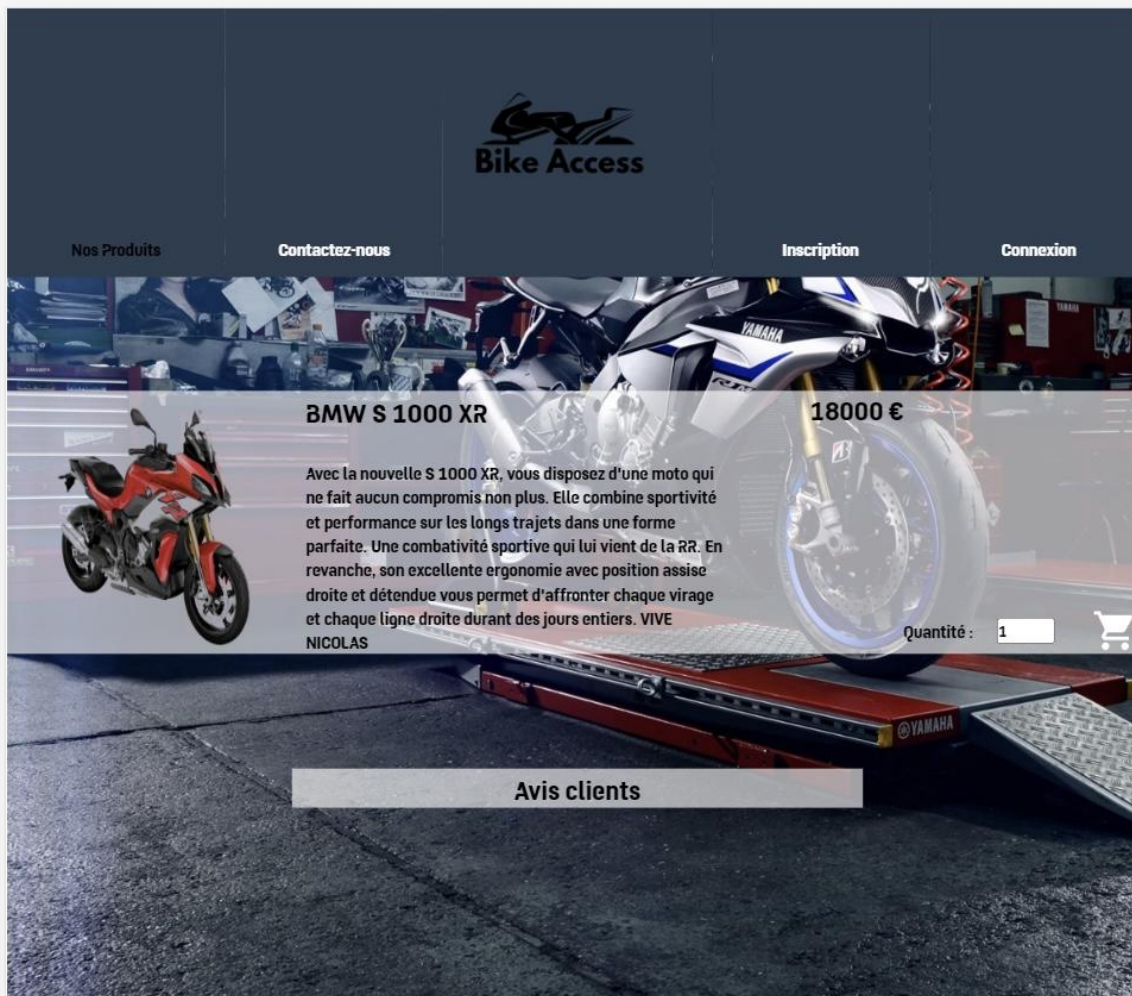 Bike Access
Nos Produits
Contactez-nous
Inscription
Connexion
YAMAHA
YAMAHA
R1M
BMW S 1000 XR
18000 €
Avec la nouvelle S 1000 XR, vous disposez d'une moto qui
ne fait aucun compromis non plus. Elle combine sportivité
et performance sur les longs trajets dans une forme
parfaite. Une combativité sportive qui lui vient de la RR. En
revanche, son excellente ergonomie avec position assise
droite et détendue vous permet d'affronter chaque virage
et chaque ligne droite durant des jours entiers. VIVE
NICOLAS
Quantité :
1
YAMAHA
Avis clients